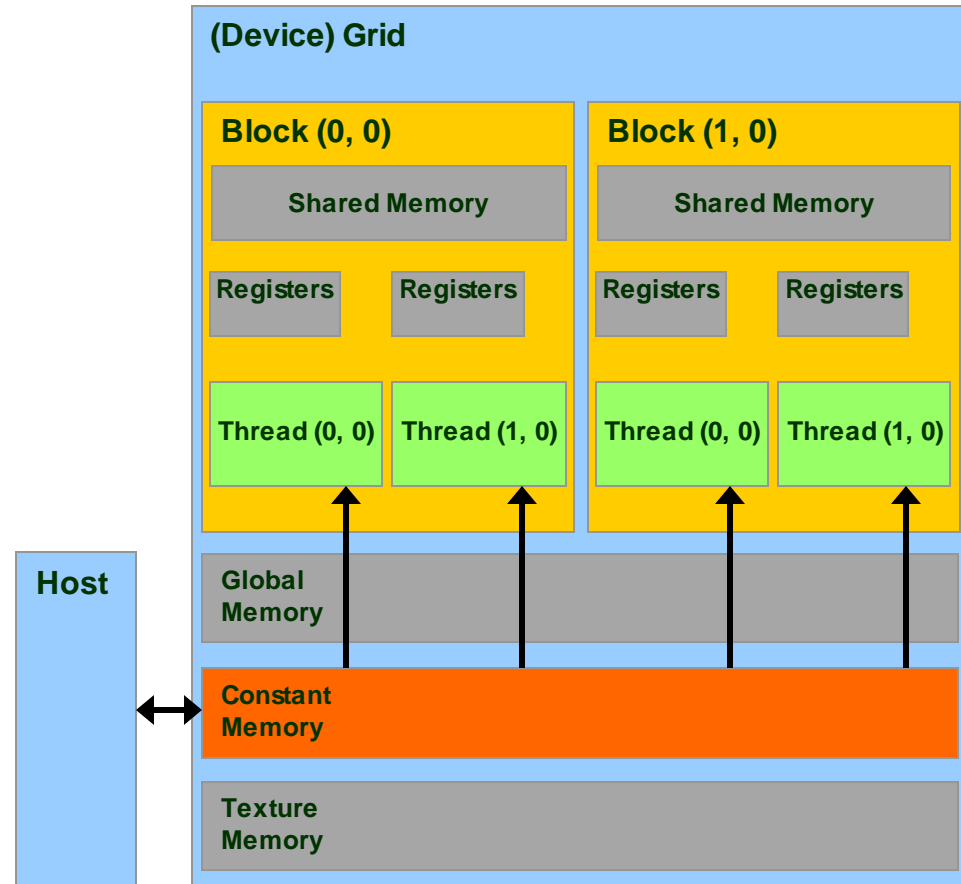 (Device) Grid
Block (0, 0)
Shared Memory
Registers
Registers
Thread (0, 0)
Thread (1, 0)
Block (1, 0)
Shared Memory
Registers
Registers
Thread (0, 0)
Thread (1, 0)
Host
Global
Memory
Constant
Memory
Texture
Memory